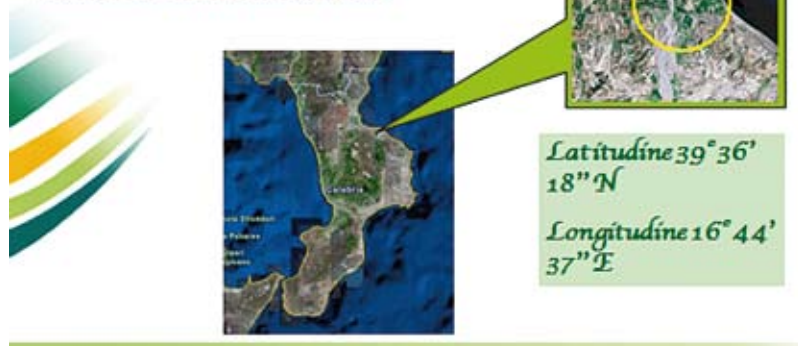 Calabria
Latitudine 39° 36'
18" N
Longitudine 16° 44'
37" E